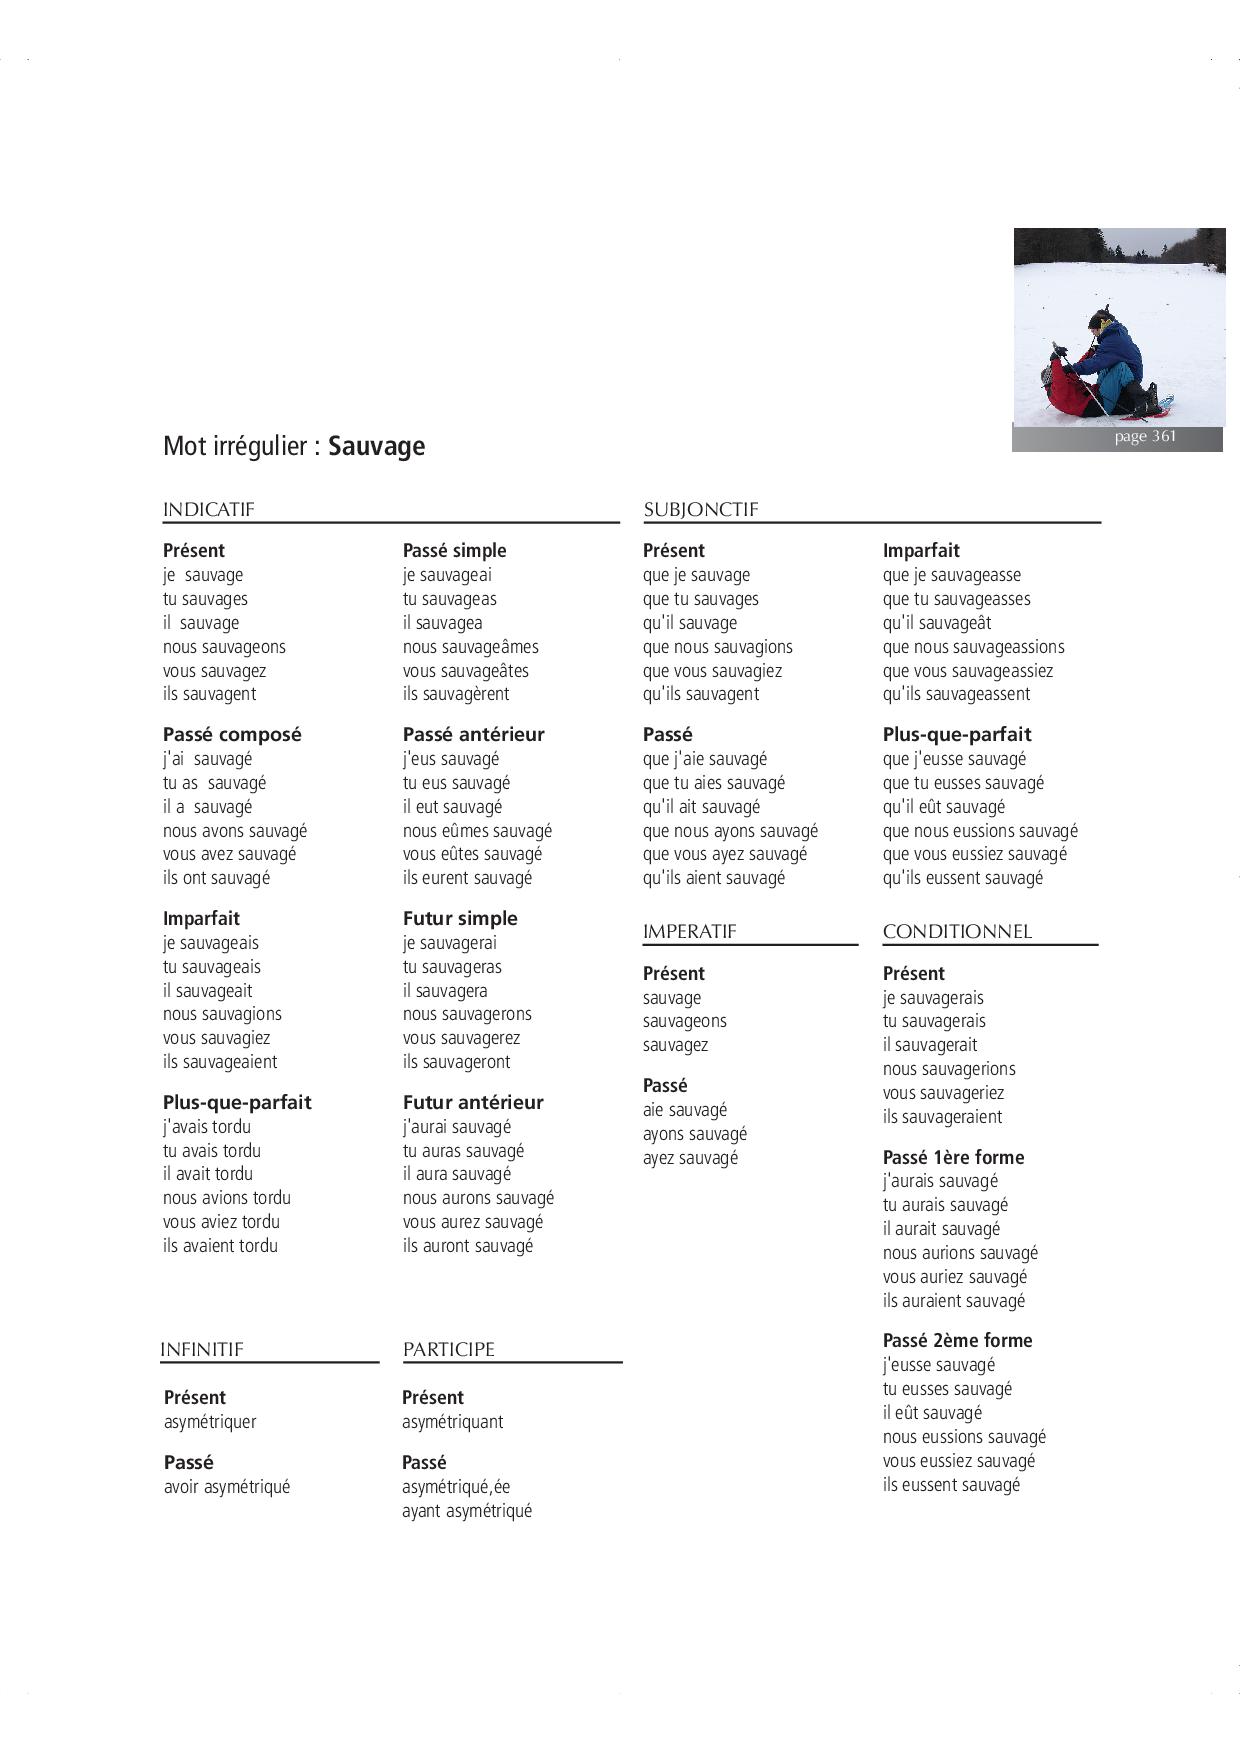 page 361
Mot irrégulier : Sauvage
INDICATIF
Présent
je  sauvage
tu sauvages
il  sauvage
nous sauvageons
vous sauvagez
ils sauvagent
Passé composé
j'ai  sauvagé
tu as  sauvagé
il a  sauvagé
nous avons sauvagé
vous avez sauvagé
ils ont sauvagé
Imparfait
je sauvageais
tu sauvageais
il sauvageait
nous sauvagions
vous sauvagiez
ils sauvageaient
Plus-que-parfait
j'avais tordu
tu avais tordu
il avait tordu
nous avions tordu
vous aviez tordu
ils avaient tordu
Passé simple
je sauvageai
tu sauvageas
il sauvagea
nous sauvageâmes
vous sauvageâtes
ils sauvagèrent
Passé antérieur
j'eus sauvagé
tu eus sauvagé
il eut sauvagé
nous eûmes sauvagé
vous eûtes sauvagé
ils eurent sauvagé
Futur simple
je sauvagerai
tu sauvageras
il sauvagera
nous sauvagerons
vous sauvagerez
ils sauvageront
Futur antérieur
j'aurai sauvagé
tu auras sauvagé
il aura sauvagé
nous aurons sauvagé
vous aurez sauvagé
ils auront sauvagé
SUBJONCTIF
Présent
que je sauvage
que tu sauvages
qu'il sauvage
que nous sauvagions
que vous sauvagiez
qu'ils sauvagent
Passé
que j'aie sauvagé
que tu aies sauvagé
qu'il ait sauvagé
que nous ayons sauvagé
que vous ayez sauvagé
qu'ils aient sauvagé
Imparfait
que je sauvageasse
que tu sauvageasses
qu'il sauvageât
que nous sauvageassions
que vous sauvageassiez
qu'ils sauvageassent
Plus-que-parfait
que j'eusse sauvagé
que tu eusses sauvagé
qu'il eût sauvagé
que nous eussions sauvagé
que vous eussiez sauvagé
qu'ils eussent sauvagé
IMPERATIF
Présent
sauvage
sauvageons
sauvagez
Passé
aie sauvagé
ayons sauvagé
ayez sauvagé
CONDITIONNEL
Présent
je sauvagerais
tu sauvagerais
il sauvagerait
nous sauvagerions
vous sauvageriez
ils sauvageraient
Passé 1ère forme
j'aurais sauvagé
tu aurais sauvagé
il aurait sauvagé
nous aurions sauvagé
vous auriez sauvagé
ils auraient sauvagé
Passé 2ème forme
j'eusse sauvagé
tu eusses sauvagé
il eût sauvagé
nous eussions sauvagé
vous eussiez sauvagé
ils eussent sauvagé
INFINITIF
Présent
asymétriquer
Passé
avoir asymétriqué
PARTICIPE
Présent
asymétriquant
Passé
asymétriqué,ée
ayant asymétriqué